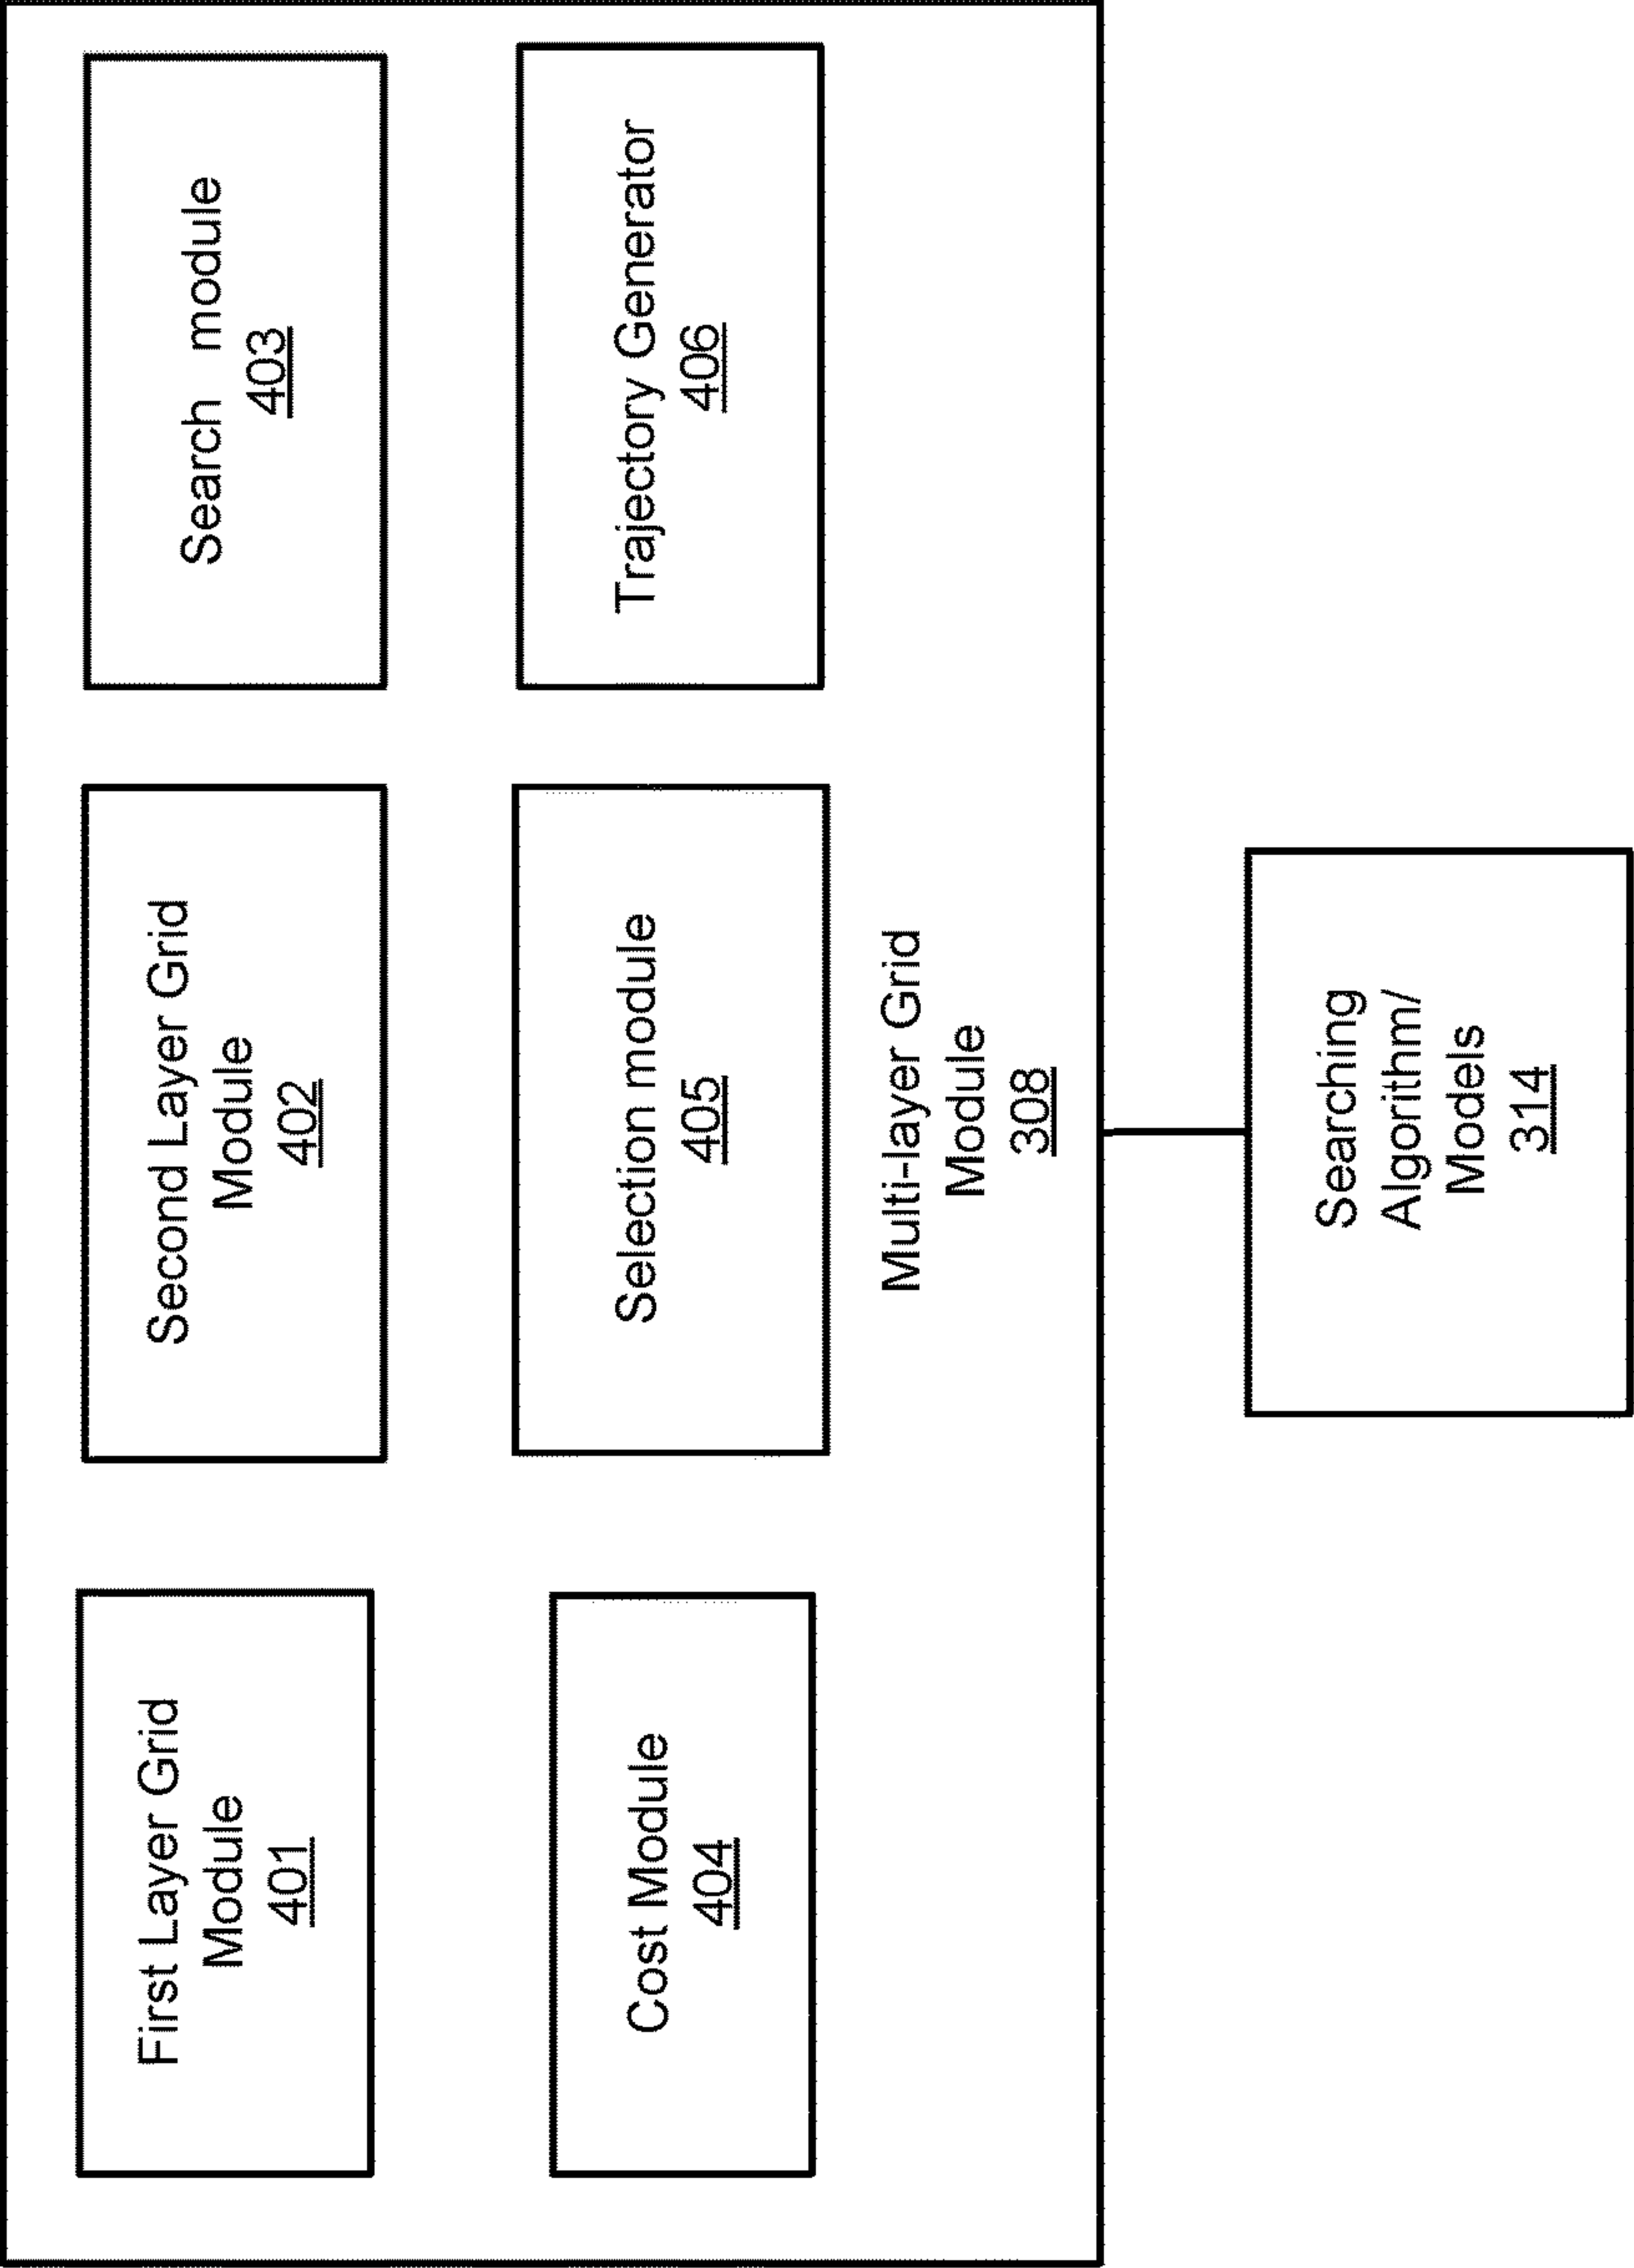 First Layer Grid
Module
401
Second Layer Grid
Module
402
Search module
403
Cost Module
404
Selection module
405
Trajectory Generator
406
Multi-layer Grid
Module
308
Searching
Algorithm/
Models
314